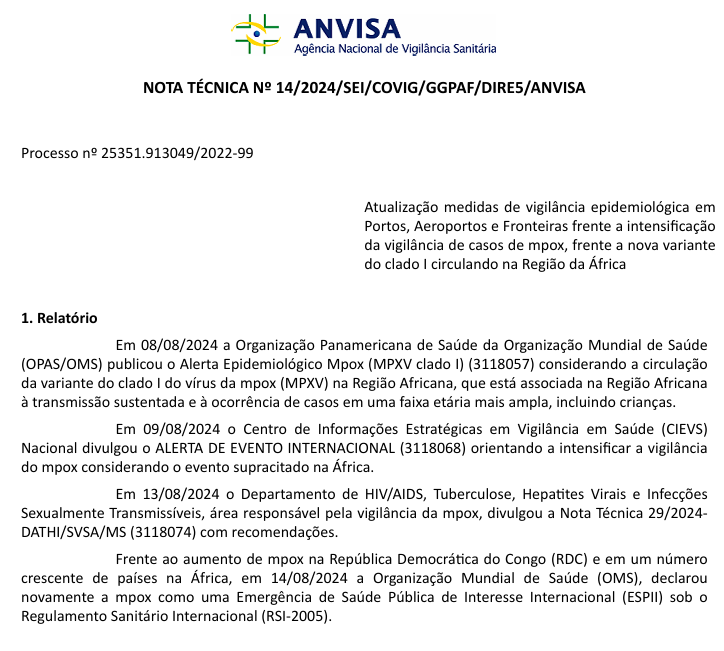 ANVISA
Agência Nacional de Vigilância Sanitária
NOTA TÉCNICA Nº 14/2024/SEI/COVIG/GGPAF/DIRE5/ANVISA
Processo nº 25351.913049/2022-99
Atualização medidas de vigilância epidemiológica em
Portos, Aeroportos e Fronteiras frente a intensificação
da vigilância de casos de mpox, frente a nova variante
do clado I circulando na Região da África
1. Relatório
Em 08/08/2024 a Organização Panamericana de Saúde da Organização Mundial de Saúde
(OPAS/OMS) publicou o Alerta Epidemiológico Mpox (MPXV clado I) (3118057) considerando a circulação
da variante do clado I do vírus da mpox (MPXV) na Região Africana, que está associada na Região Africana
à transmissão sustentada e à ocorrência de casos em uma faixa etária mais ampla, incluindo crianças.
Em 09/08/2024 o Centro de Informações Estratégicas em Vigilância em Saúde (CIEVS)
Nacional divulgou o ALERTA DE EVENTO INTERNACIONAL (3118068) orientando a intensificar a vigilância
do mpox considerando o evento supracitado na África.
Em 13/08/2024 o Departamento de HIV/AIDS, Tuberculose, Hepatites Virais e Infecções
Sexualmente Transmissíveis, área responsável pela vigilância da mpox, divulgou a Nota Técnica 29/2024-
DATHI/SVSA/MS (3118074) com recomendações.
Frente ao aumento de mpox na República Democrática do Congo (RDC) e em um número
crescente de países na África, em 14/08/2024 a Organização Mundial de Saúde (OMS), declarou
novamente a mpox como uma Emergência de Saúde Pública de Interesse Internacional (ESPII) sob o
Regulamento Sanitário Internacional (RSI-2005).